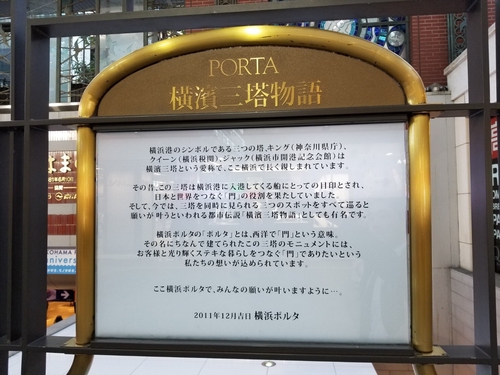 PORTA
横濱三塔物語
横浜港のシンボルである三つの塔、キング(神奈川県庁)、
クイーン(横浜税関)、ジャック(横浜市開港記念会館)は
横濱三塔という愛称で、ここ横浜で長く親しまれています。
その昔、この三塔は横浜港に入港してくる船にとっての目印とされ、
日本と世界をつなぐ「門」の役割を果たしていました。
そして、今では、三塔を同時に見られる三つのスポットをすべて巡ると
願いが叶うといわれる都市伝説「横濱三塔物語」としても有名です。
横浜ポルタの「ポルタ」とは、西洋で「門」という意味。
その名にちなんで建てられたこの三塔のモニュメントには、
お客様と光り輝くステキな暮らしをつなぐ「門」でありたいという
私たちの想いが込められています。
ここ横浜ポルタで、みんなの願いが叶いますように…。
2011年12月吉日 横浜ポルタ